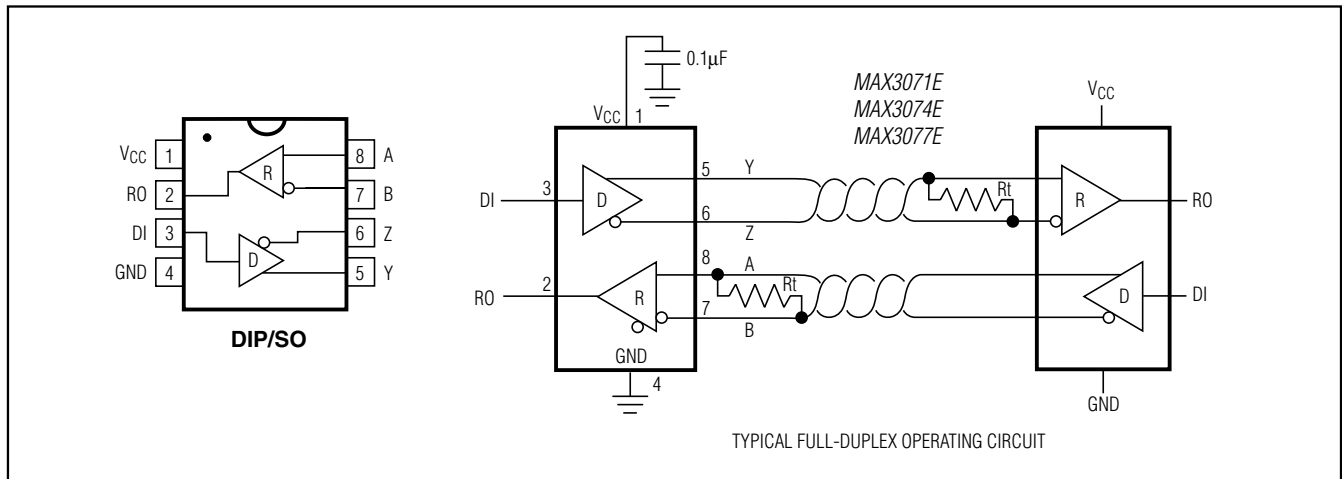 VCC 1
RO 2
DI 3
GND 4
R
D
8 A
7 B
6 Z
5 Y
DIP/SO
0.1µF
VCC 1
DI 3
D
5 Y
6 Z
8 A
7 B
RO 2
R
GND
4
MAX3071E
MAX3074E
MAX3077E
Rt
Rt
VCC
R
RO
D
DI
GND
TYPICAL FULL-DUPLEX OPERATING CIRCUIT